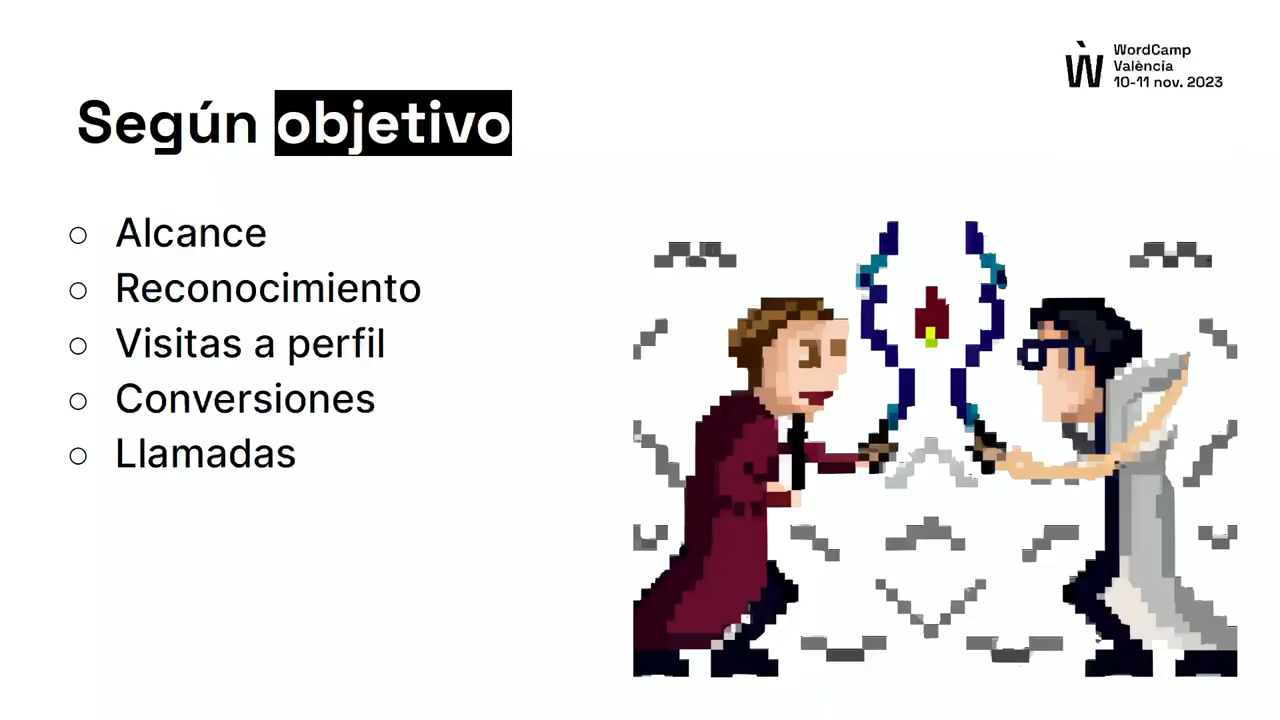 WordCamp
València
10-11 nov. 2023
Según objetivo
Alcance
Reconocimiento
Visitas a perfil
Conversiones
Llamadas